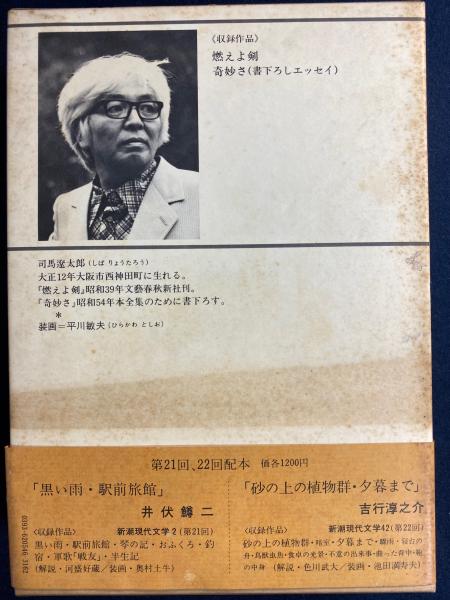 〈収録作品〉
燃えよ剣
奇妙さ(書下ろしエッセイ)
司馬遼太郎(しば りょうたろう)
大正12年大阪市西神田町に生れる。
『燃えよ剣』昭和39年文藝春秋新社刊。
『奇妙さ』昭和54年本全集のために書下ろす。
*
装画=平川敏夫(ひらかわ としお)
第21回、22回配本 価各1200円
「黒い雨・駅前旅館」
井伏鱒二
〈収録作品〉 新潮現代文学2(第21回)
黒い雨・駅前旅館・琴の記・おふくろ・釣
宿・軍歌「戦友」・半生記
(解説・河盛好蔵/装画・奥村土牛)
「砂の上の植物群・夕暮まで」
吉行淳之介
〈収録作品〉 新潮現代文学42(第22回)
砂の上の植物群・暗室・夕暮まで・驟雨・寝台の
舟・鳥獣虫魚・食卓の光景・不意の出来事・曲った背中・鞄
の中身 (解説・色川武大/装画・池田満寿夫)